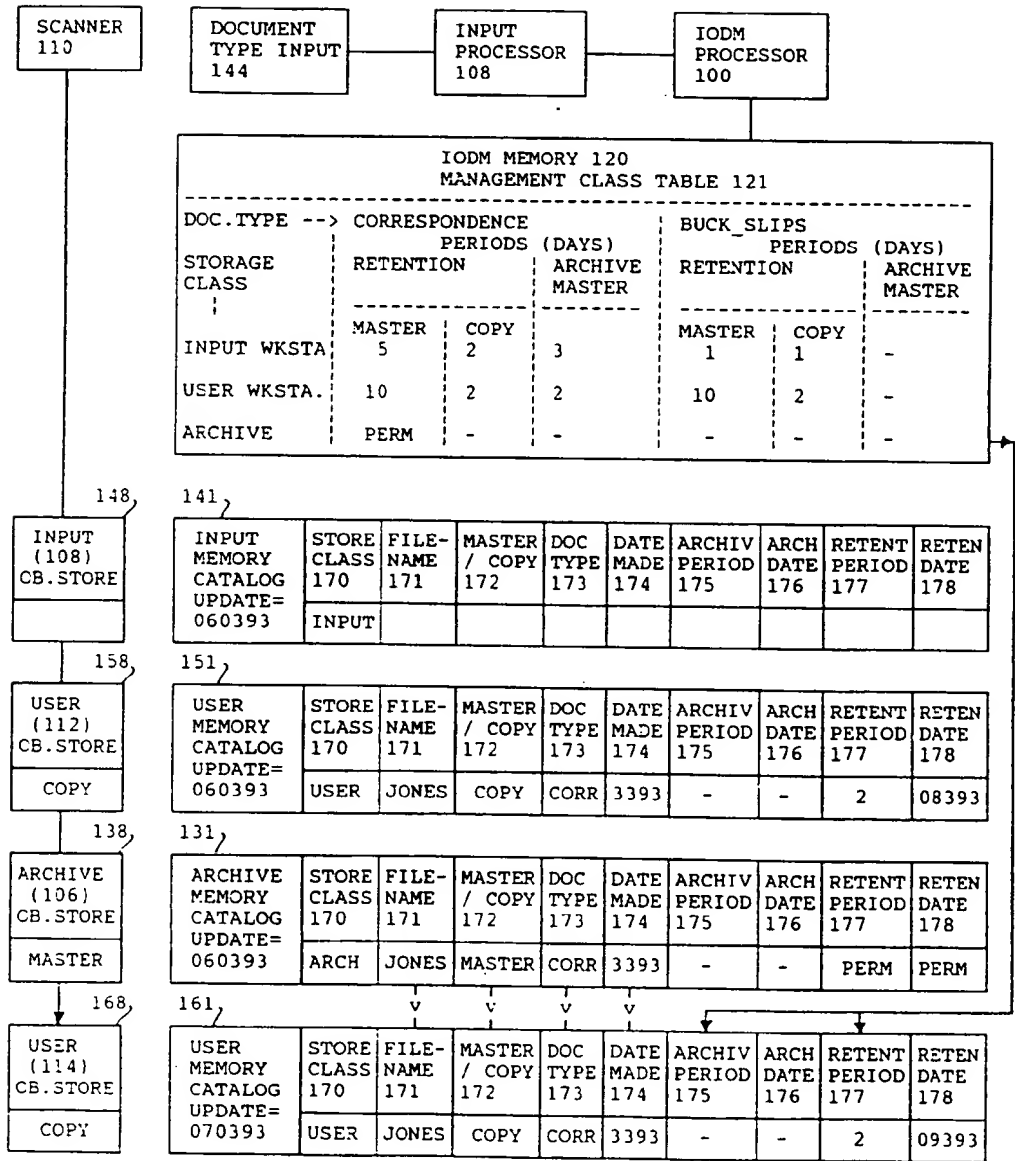 SCANNER
110
DOCUMENT
TYPE INPUT
144
INPUT
PROCESSOR
108
IODM
PROCESSOR
100
IODM MEMORY 120
MANAGEMENT CLASS TABLE 121
DOC.TYPE --> CORRESPONDENCE BUCK_SLIPS
PERIODS (DAYS) PERIODS (DAYS)
STORAGE RETENTION ARCHIVE RETENTION ARCHIVE
CLASS MASTER MASTER
MASTER COPY MASTER COPY
INPUT WKSTA 5 2 3 1 1 -
USER WKSTA. 10 2 2 10 2 -
ARCHIVE PERM - - - - -
148
141
INPUT
(108)
CB.STORE
INPUT
MEMORY
CATALOG
UPDATE=
060393
STORE
CLASS
170
FILE-
NAME
171
MASTER
/ COPY
172
DOC
TYPE
173
DATE
MADE
174
ARCHIV
PERIOD
175
ARCH
DATE
176
RETENT
PERIOD
177
RETEN
DATE
178
INPUT
158
151
USER
(112)
CB.STORE
COPY
USER
MEMORY
CATALOG
UPDATE=
060393
STORE
CLASS
170
FILE-
NAME
171
MASTER
/ COPY
172
DOC
TYPE
173
DATE
MADE
174
ARCHIV
PERIOD
175
ARCH
DATE
176
RETENT
PERIOD
177
RETEN
DATE
178
USER JONES COPY CORR 3393 - - 2 08393
138
131
ARCHIVE
(106)
CB.STORE
MASTER
ARCHIVE
MEMORY
CATALOG
UPDATE=
060393
STORE
CLASS
170
FILE-
NAME
171
MASTER
/ COPY
172
DOC
TYPE
173
DATE
MADE
174
ARCHIV
PERIOD
175
ARCH
DATE
176
RETENT
PERIOD
177
RETEN
DATE
178
ARCH JONES MASTER CORR 3393 - - PERM PERM
v v v v
168
161
USER
(114)
CB.STORE
COPY
USER
MEMORY
CATALOG
UPDATE=
070393
STORE
CLASS
170
FILE-
NAME
171
MASTER
/ COPY
172
DOC
TYPE
173
DATE
MADE
174
ARCHIV
PERIOD
175
ARCH
DATE
176
RETENT
PERIOD
177
RETEN
DATE
178
USER JONES COPY CORR 3393 - - 2 09393